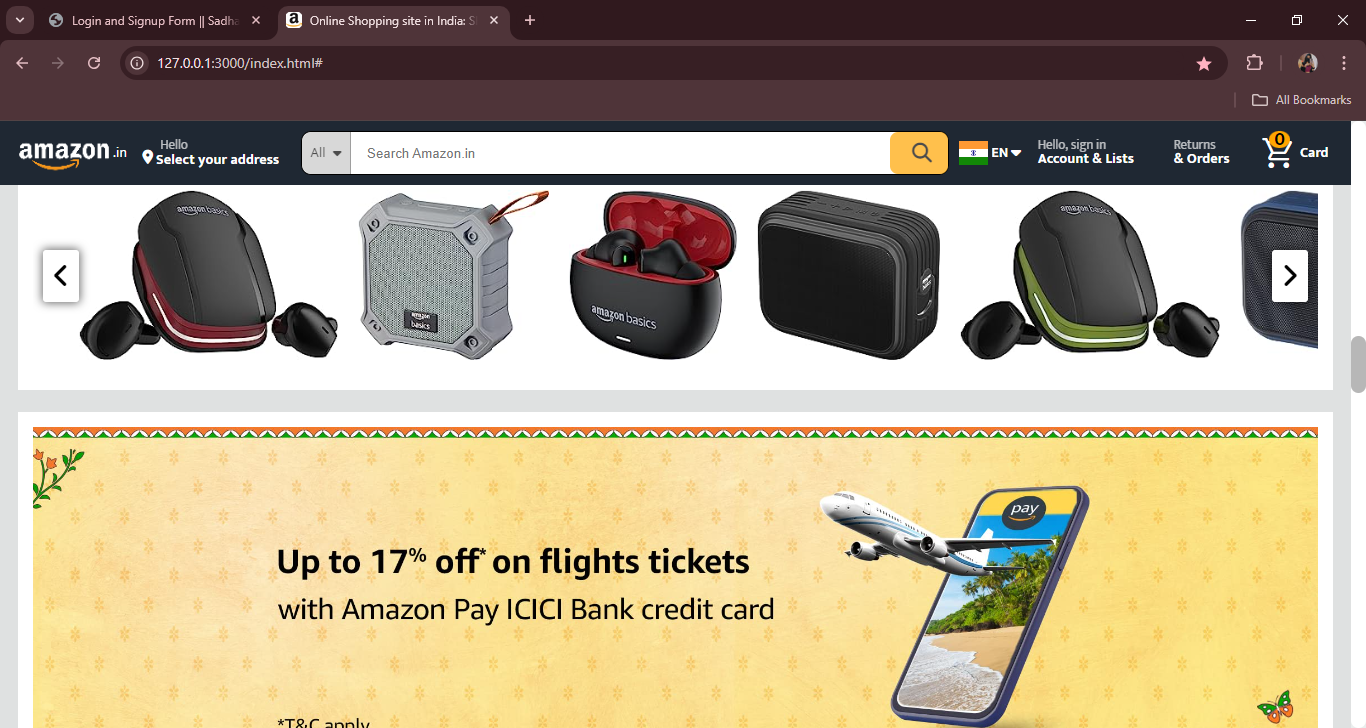 Login and Signup Form || Sadha
Online Shopping site in India: S
127.0.0.1:3000/index.html#
All Bookmarks
amazon.in
Hello
Select your address
All
Search Amazon.in
EN
Hello, sign in
Account & Lists
Returns
& Orders
0
Card
amazon basics
amazon basics
amazon
basics
amazon basics
pay
Up to 17% off* on flights tickets
with Amazon Pay ICICI Bank credit card
*T&C apply